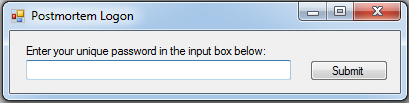 Postmortem Logon
Enter your unique password in the input box below:
Submit